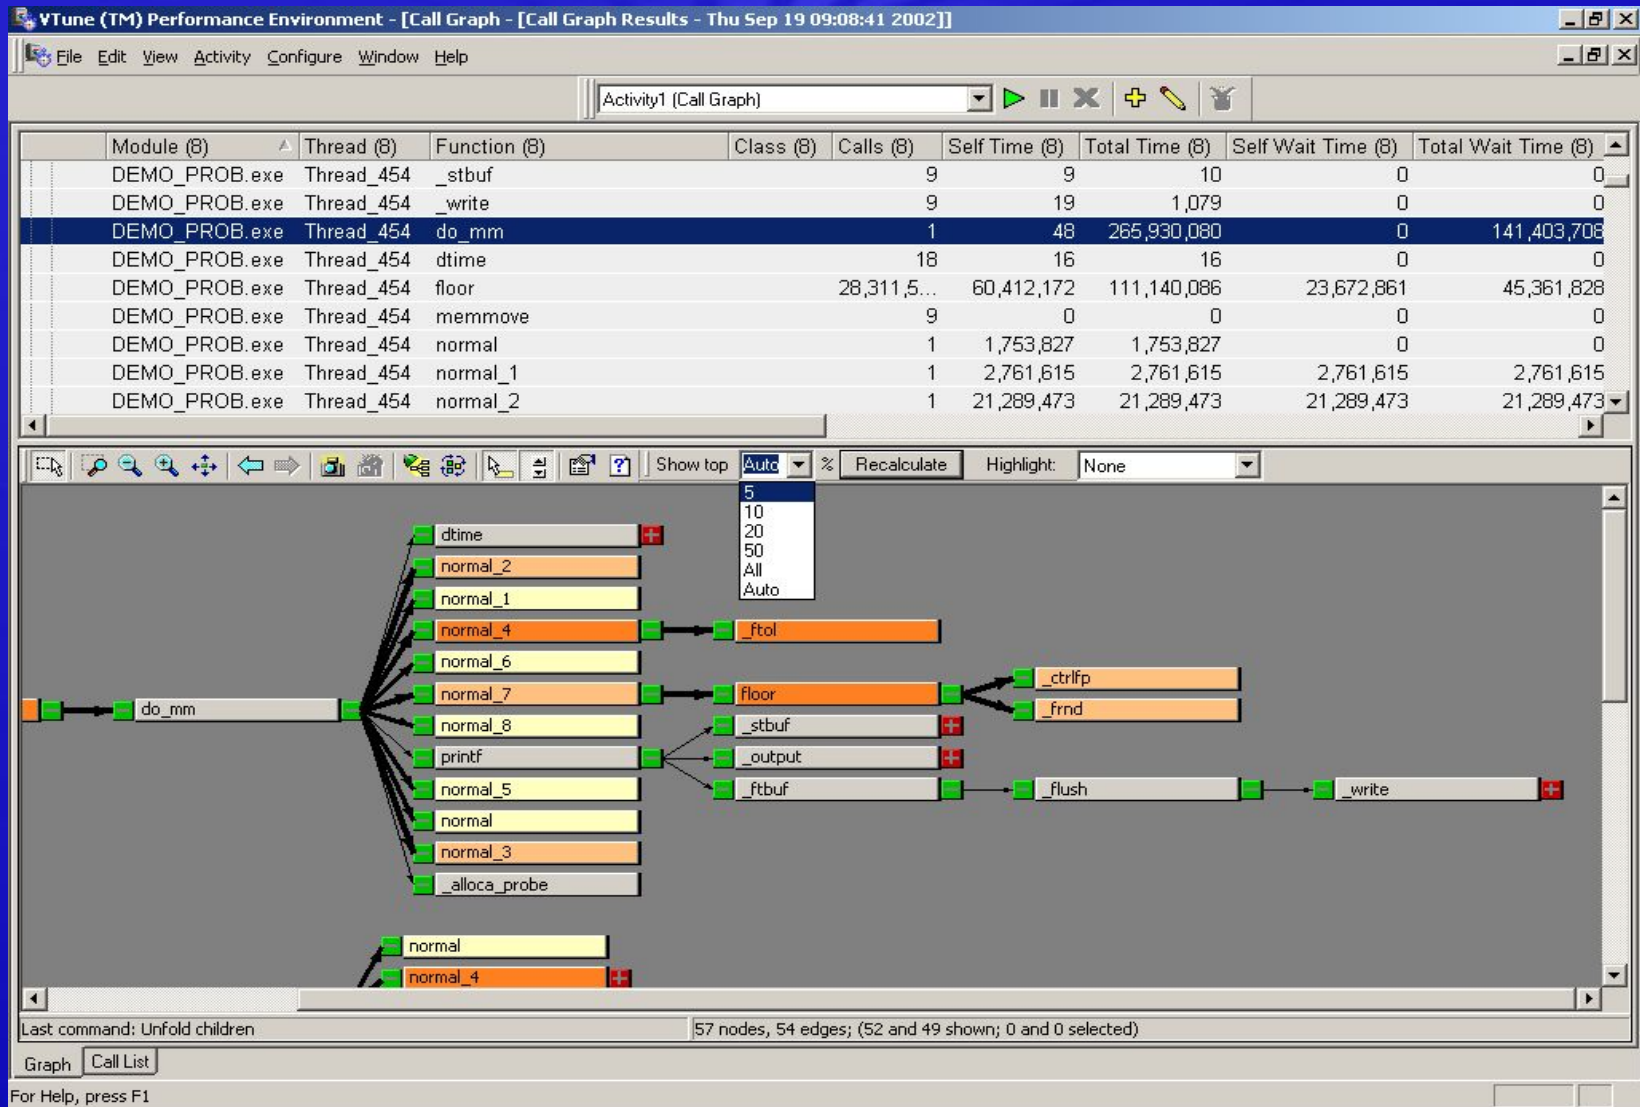 VTune (TM) Performance Environment - [Call Graph - [Call Graph Results - Thu Sep 19 09:08:41 2002]]
File Edit View Activity Configure Window Help
Activity1 (Call Graph)
Module (8) Thread (8) Function (8) Class (8) Calls (8) Self Time (8) Total Time (8) Self Wait Time (8) Total Wait Time (8)
DEMO_PROB.exe Thread_454 _stbuf 9 9 10 0 0
DEMO_PROB.exe Thread_454 _write 9 19 1,079 0 0
DEMO_PROB.exe Thread_454 do_mm 1 48 265,930,080 0 141,403,708
DEMO_PROB.exe Thread_454 dtime 18 16 16 0 0
DEMO_PROB.exe Thread_454 floor 28,311,5... 60,412,172 111,140,086 23,672,861 45,361,828
DEMO_PROB.exe Thread_454 memmove 9 0 0 0 0
DEMO_PROB.exe Thread_454 normal 1 1,753,827 1,753,827 0 0
DEMO_PROB.exe Thread_454 normal_1 1 2,761,615 2,761,615 2,761,615 2,761,615
DEMO_PROB.exe Thread_454 normal_2 1 21,289,473 21,289,473 21,289,473 21,289,473
Show top Auto % Recalculate Highlight: None
5
10
20
50
All
Auto
dtime
normal_2
normal_1
normal_4 _ftol
normal_6 _ctrlfp
normal_7 floor _frnd
do_mm
normal_8 _stbuf
printf _output
normal_5 _ftbuf _flush _write
normal
normal_3
_alloca_probe
normal
normal_4
Last command: Unfold children 57 nodes, 54 edges; (52 and 49 shown; 0 and 0 selected)
Graph Call List
For Help, press F1